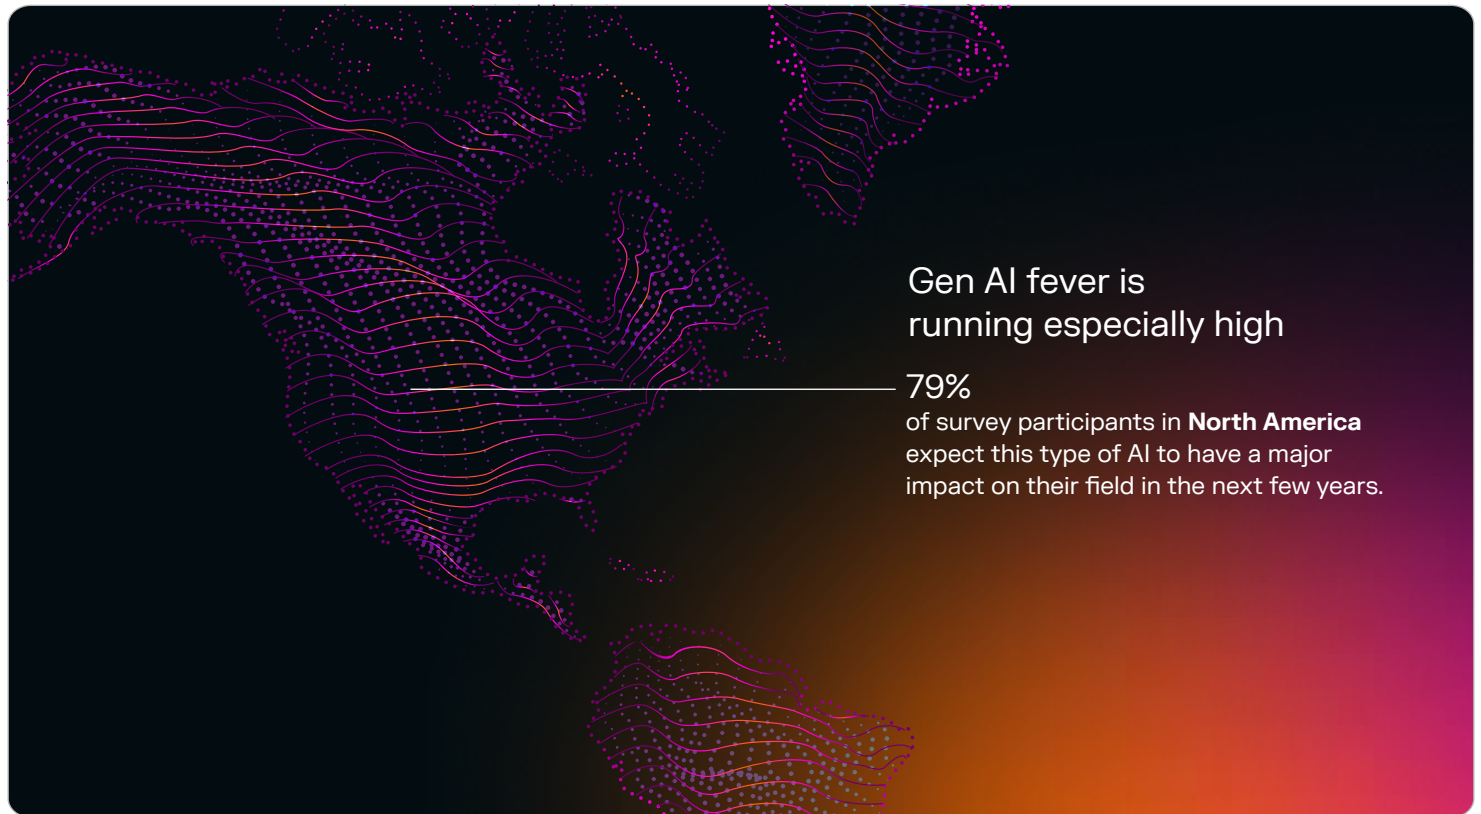 Gen AI fever is
running especially high
79%
of survey participants in North America
expect this type of AI to have a major
impact on their field in the next few years.